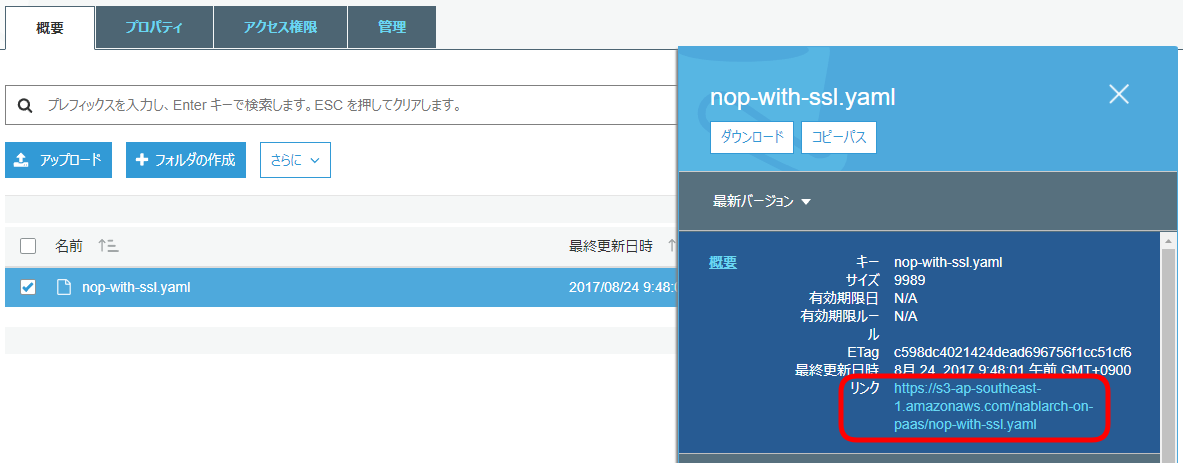 概要 プロパティ アクセス権限 管理
プレフィックスを入力し、Enter キーで検索します。ESC を押してクリアします。
アップロード フォルダの作成 さらに
名前 最終更新日時
nop-with-ssl.yaml 2017/08/24 9:48:0
nop-with-ssl.yaml
ダウンロード コピーパス
最新バージョン
概要
キー nop-with-ssl.yaml
サイズ 9989
有効期限日 N/A
有効期限ルー N/A
ル
ETag c598dc4021424dead696756f1cc51cf6
最終更新日時 8月 24, 2017 9:48:01 午前 GMT+0900
リンク https://s3-ap-southeast-
1.amazonaws.com/nablarch-on-
paas/nop-with-ssl.yaml